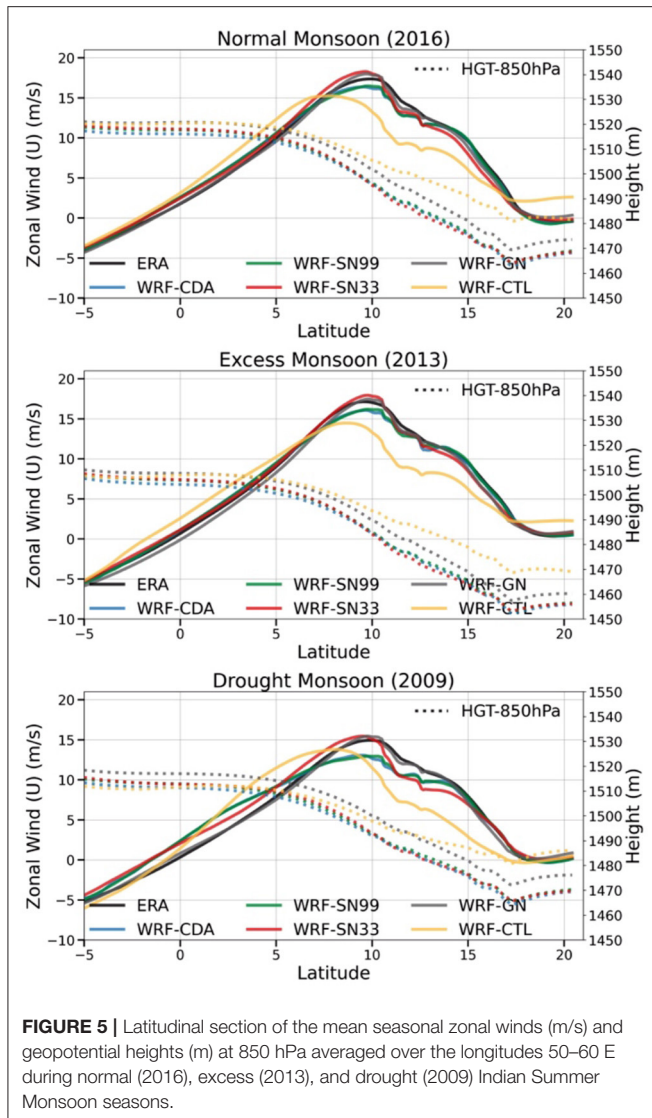 Normal Monsoon (2016)
HGT-850hPa
20
15
10
5
0
−5
−10
Zonal Wind (U) (m/s)
1550
1540
1530
1520
1510
1500
1490
1480
1470
1460
1450
Height (m)
ERA WRF-SN99 WRF-GN
WRF-CDA WRF-SN33 WRF-CTL
−5 0 5 10 15 20
Latitude
Excess Monsoon (2013)
HGT-850hPa
20
15
10
5
0
−5
−10
Zonal Wind (U) (m/s)
1550
1540
1530
1520
1510
1500
1490
1480
1470
1460
1450
Height (m)
ERA WRF-SN99 WRF-GN
WRF-CDA WRF-SN33 WRF-CTL
−5 0 5 10 15 20
Latitude
Drought Monsoon (2009)
HGT-850hPa
20
15
10
5
0
−5
−10
Zonal Wind (U) (m/s)
1550
1540
1530
1520
1510
1500
1490
1480
1470
1460
1450
Height (m)
ERA WRF-SN99 WRF-GN
WRF-CDA WRF-SN33 WRF-CTL
−5 0 5 10 15 20
Latitude
FIGURE 5 | Latitudinal section of the mean seasonal zonal winds (m/s) and
geopotential heights (m) at 850 hPa averaged over the longitudes 50–60 E
during normal (2016), excess (2013), and drought (2009) Indian Summer
Monsoon seasons.